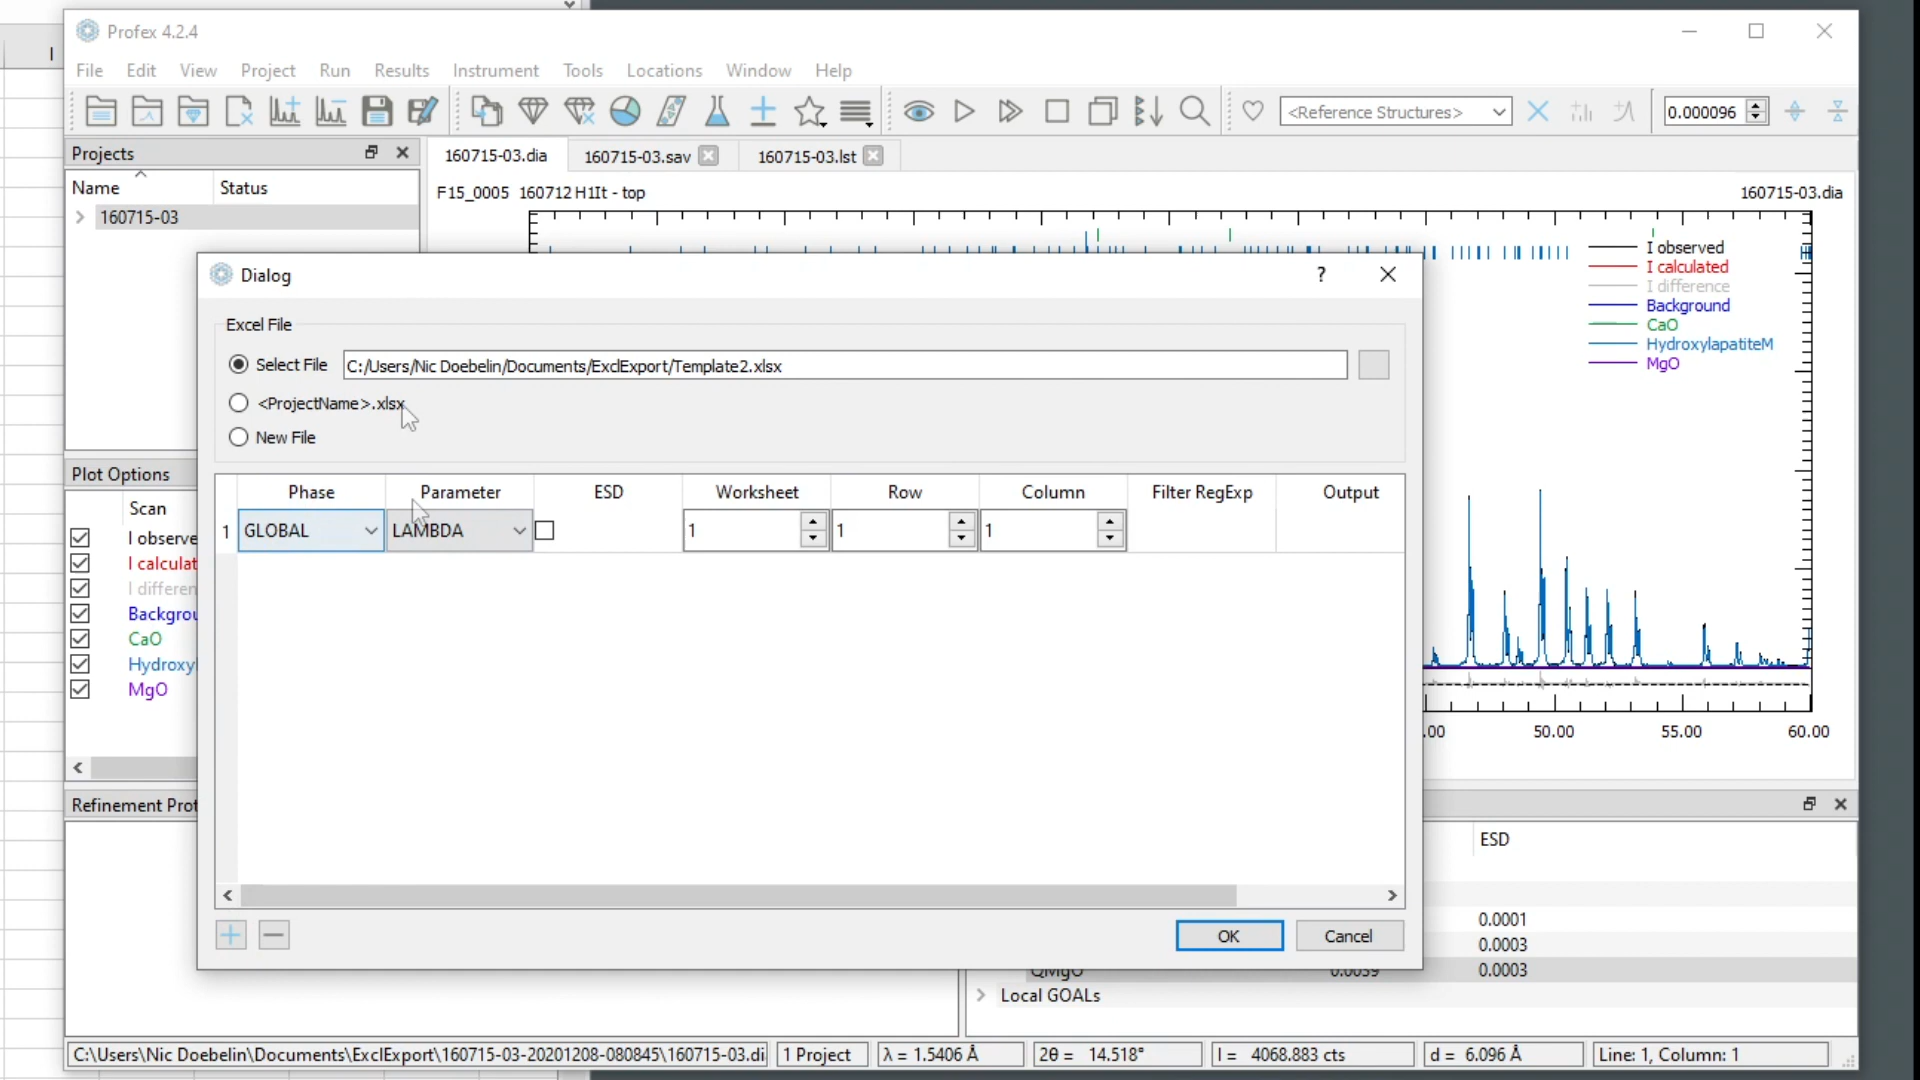 I
Profex 4.2.4
File Edit View Project Run Results Instrument Tools Locations Window Help
<Reference Structures> 0.000096
Projects
160715-03.dia 160715-03.sav 160715-03.lst
Name Status
F15_0005 160712 H1It - top 160715-03.dia
160715-03
I observed
I calculated
I difference
Background
CaO
HydroxylapatiteM
MgO
Dialog ?
Excel File
Select File C:/Users/Nic Doebelin/Documents/ExclExport/Template2.xlsx
<ProjectName>.xlsx
New File
Phase Parameter ESD Worksheet Row Column Filter RegExp Output
1 GLOBAL LAMBDA 1 1 1
Plot Options
Scan
I observe
I calculat
I differen
Backgrou
CaO
Hydroxyl
MgO
.00 50.00 55.00 60.00
Refinement Prot
OK Cancel
ESD
0.0001
0.0003
QMgO 0.0059 0.0003
Local GOALs
C:\Users\Nic Doebelin\Documents\ExclExport\160715-03-20201208-080845\160715-03.di 1 Project λ = 1.5406 Å 2θ = 14.518° I = 4068.883 cts d = 6.096 Å Line: 1, Column: 1